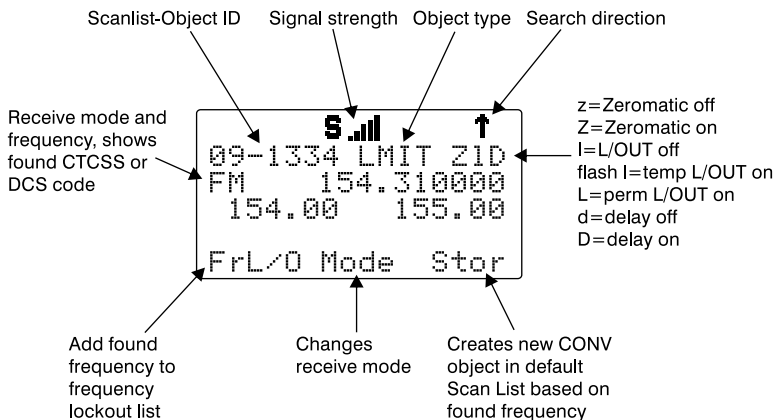 Scanlist-Object ID
Signal strength
Object type
Search direction
Receive mode and
frequency, shows
found CTCSS or
DCS code
S
09-1334 LMIT ZlD
FM 154.310000
154.00 155.00
FrL/O Mode Stor
z=Zeromatic off
Z=Zeromatic on
l=L/OUT off
flash l=temp L/OUT on
L=perm L/OUT on
d=delay off
D=delay on
Add found
frequency to
frequency
lockout list
Changes
receive mode
Creates new CONV
object in default
Scan List based on
found frequency